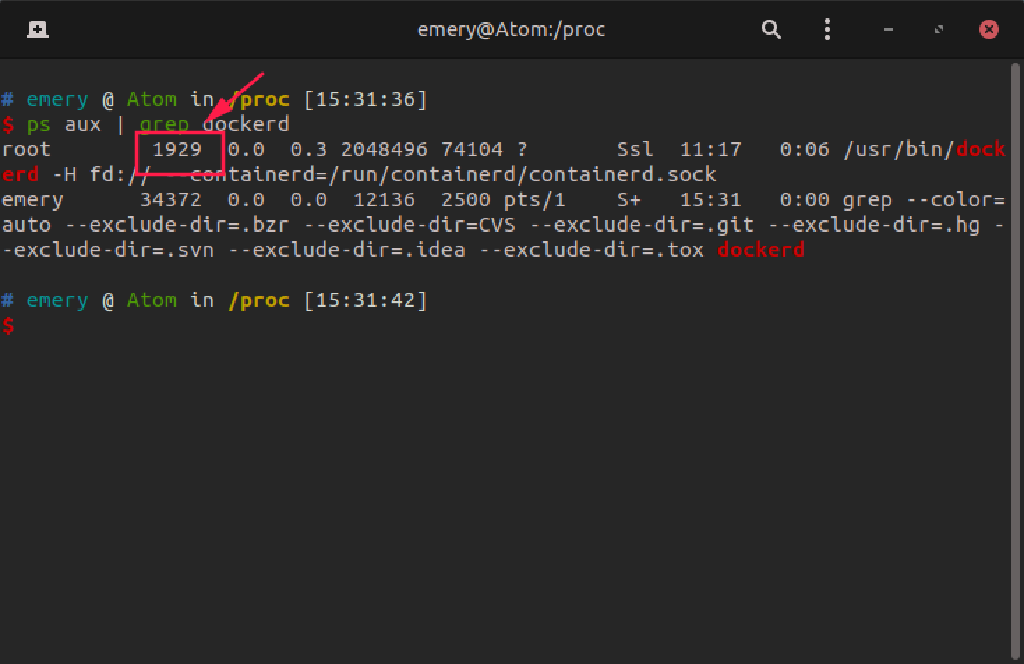 emery@Atom:/proc
# emery @ Atom in /proc [15:31:36]
$ ps aux | grep dockerd
root 1929 0.0 0.3 2048496 74104 ? Ssl 11:17 0:06 /usr/bin/dock
erd -H fd:// --containerd=/run/containerd/containerd.sock
emery 34372 0.0 0.0 12136 2500 pts/1 S+ 15:31 0:00 grep --color=
auto --exclude-dir=.bzr --exclude-dir=CVS --exclude-dir=.git --exclude-dir=.hg -
-exclude-dir=.svn --exclude-dir=.idea --exclude-dir=.tox dockerd
# emery @ Atom in /proc [15:31:42]
$